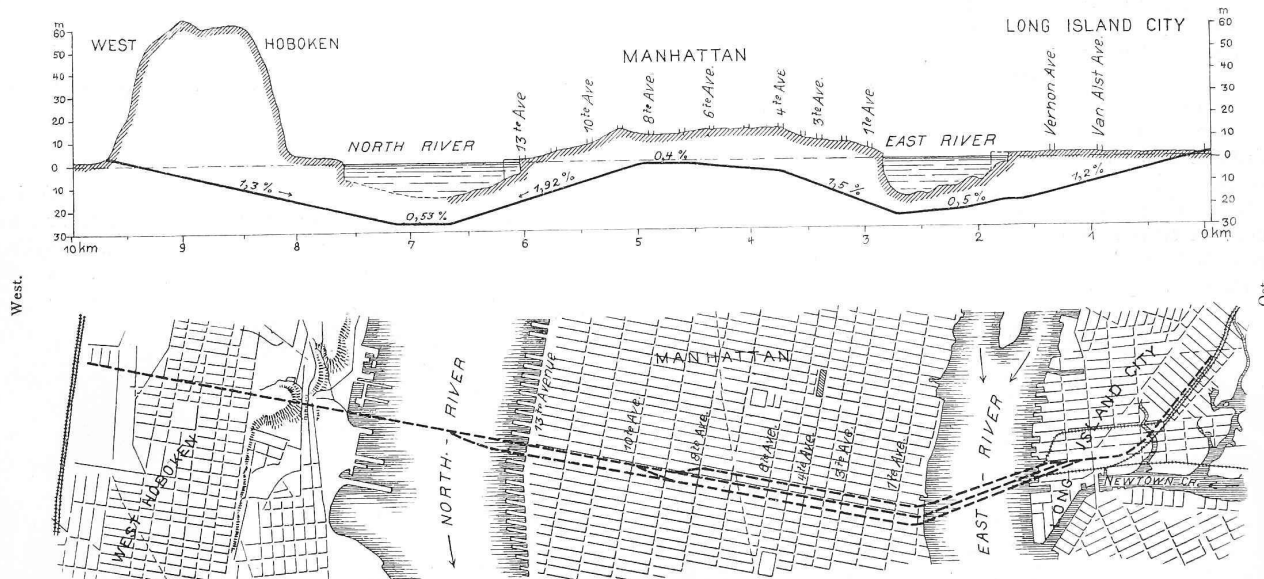 m
60
50
40
30
20
10
0
10
20
30
WEST HOBOKEN
NORTH RIVER
13te Ave
10te Ave
8te Ave.
6te Ave.
4te Ave
3te Ave.
1te Ave
MANHATTAN
EAST RIVER
LONG ISLAND CITY
Vernon Ave.
Van Alst Ave.
m
60
50
40
30
20
10
0
10
20
30
1,3 %
0,53 %
1,92 %
0,4 %
1,5 %
0,5 %
1,2 %
10 km
9
8
7
6
5
4
3
2
1
0 km
West.
Ost
WEST HOBOKEN
NORTH RIVER
13te AVENUE
MANHATTAN
10te Ave.
8te Ave.
6te Ave.
4te Ave.
3te Ave.
1te Ave.
EAST RIVER
LONG ISLAND CITY
NEWTOWN CR.